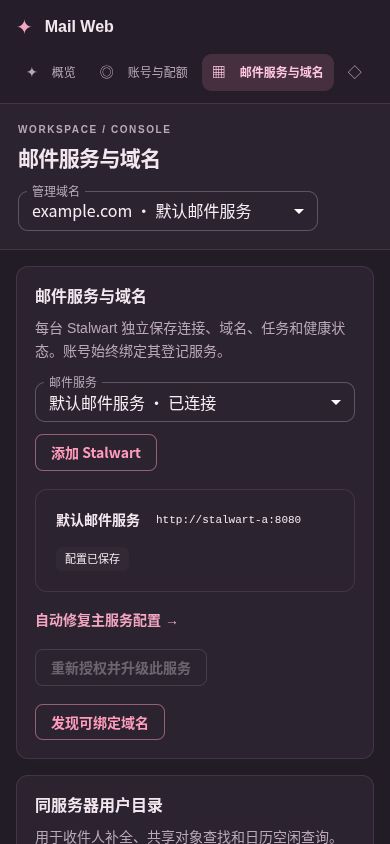 Mail Web
概览
账号与配额
邮件服务与域名
WORKSPACE / CONSOLE
邮件服务与域名
管理域名
example.com · 默认邮件服务
邮件服务与域名
每台 Stalwart 独立保存连接、域名、任务和健康状
态。账号始终绑定其登记服务。
邮件服务
默认邮件服务 · 已连接
添加 Stalwart
默认邮件服务 http://stalwart-a:8080
配置已保存
自动修复主服务配置 →
重新授权并升级此服务
发现可绑定域名
同服务器用户目录
用于收件人补全、共享对象查找和日历空闲查询。